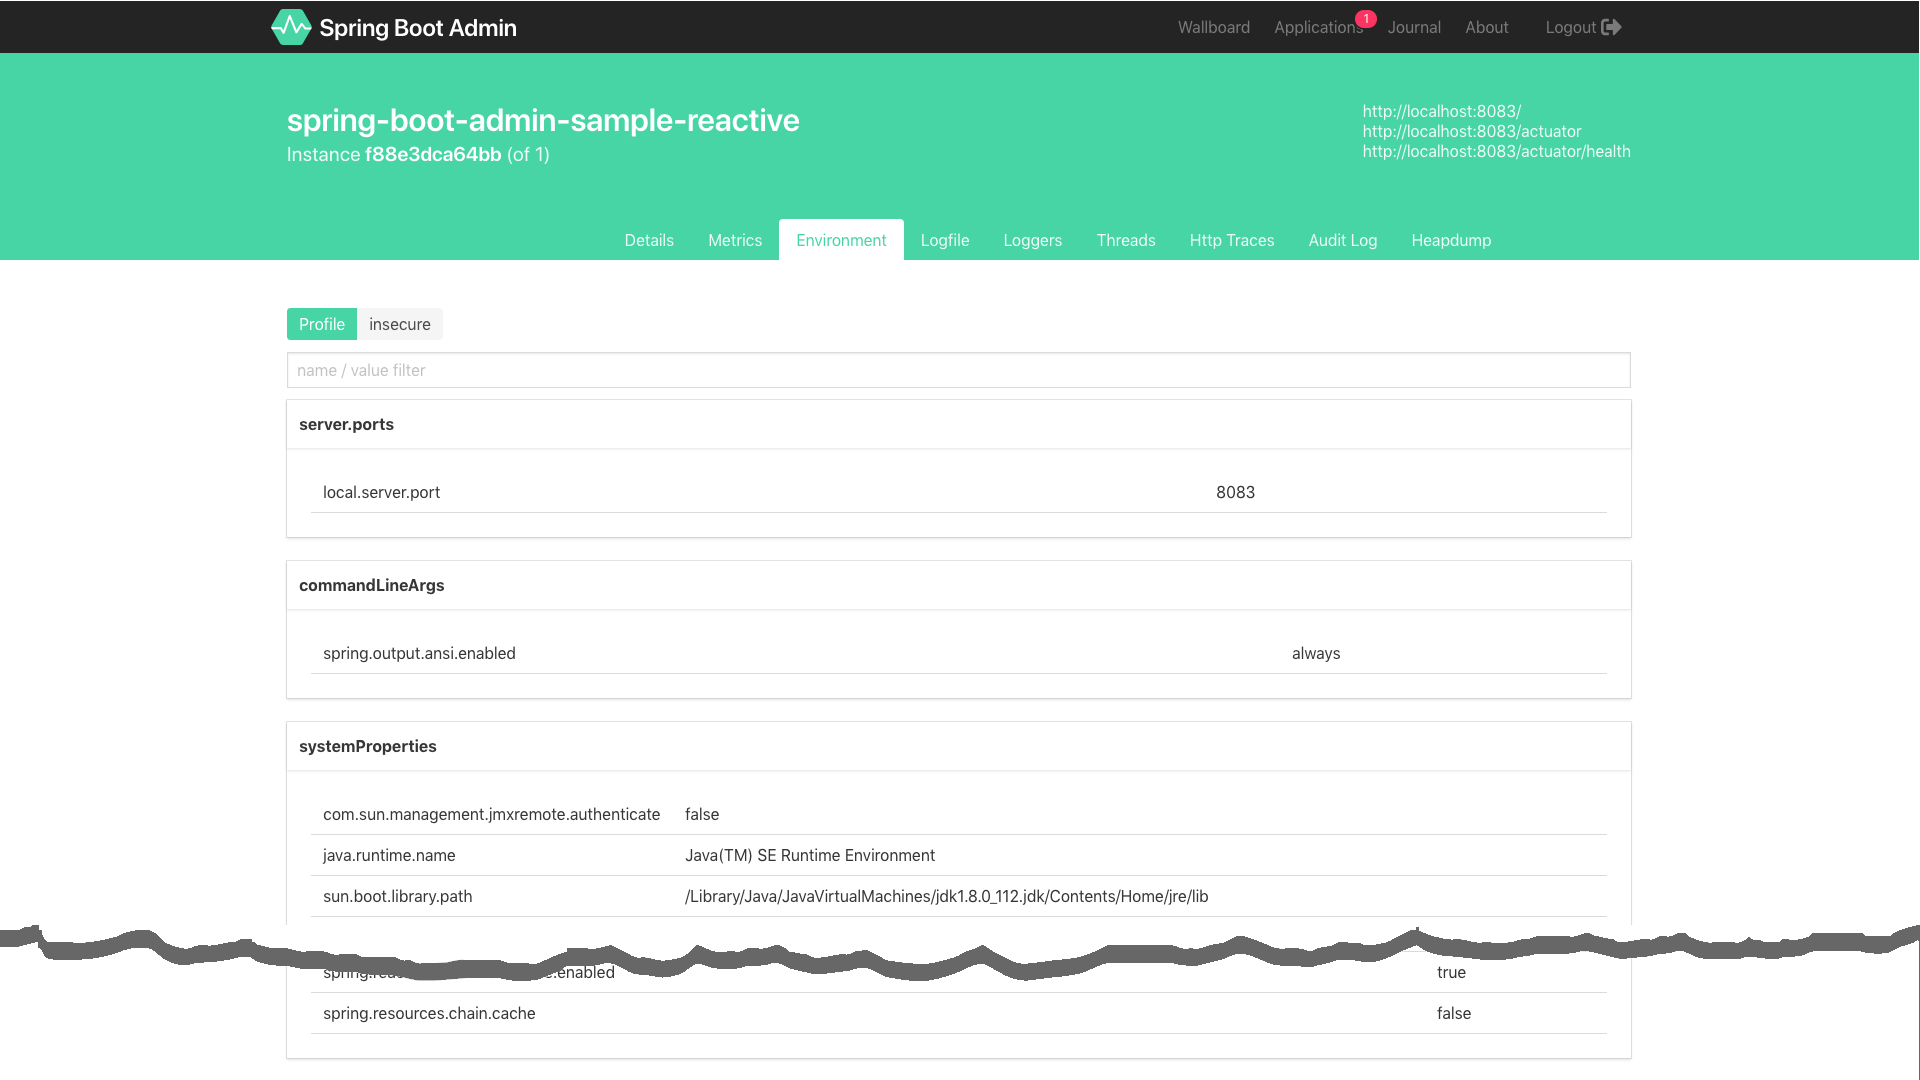 Spring Boot Admin
Wallboard Applications 1 Journal About Logout
spring-boot-admin-sample-reactive
Instance f88e3dca64bb (of 1)
http://localhost:8083/
http://localhost:8083/actuator
http://localhost:8083/actuator/health
Details Metrics Environment Logfile Loggers Threads Http Traces Audit Log Heapdump
Profile insecure
name / value filter
server.ports
local.server.port 8083
commandLineArgs
spring.output.ansi.enabled always
systemProperties
com.sun.management.jmxremote.authenticate false
java.runtime.name Java(TM) SE Runtime Environment
sun.boot.library.path /Library/Java/JavaVirtualMachines/jdk1.8.0_112.jdk/Contents/Home/jre/lib
true
spring.resources.chain.cache false